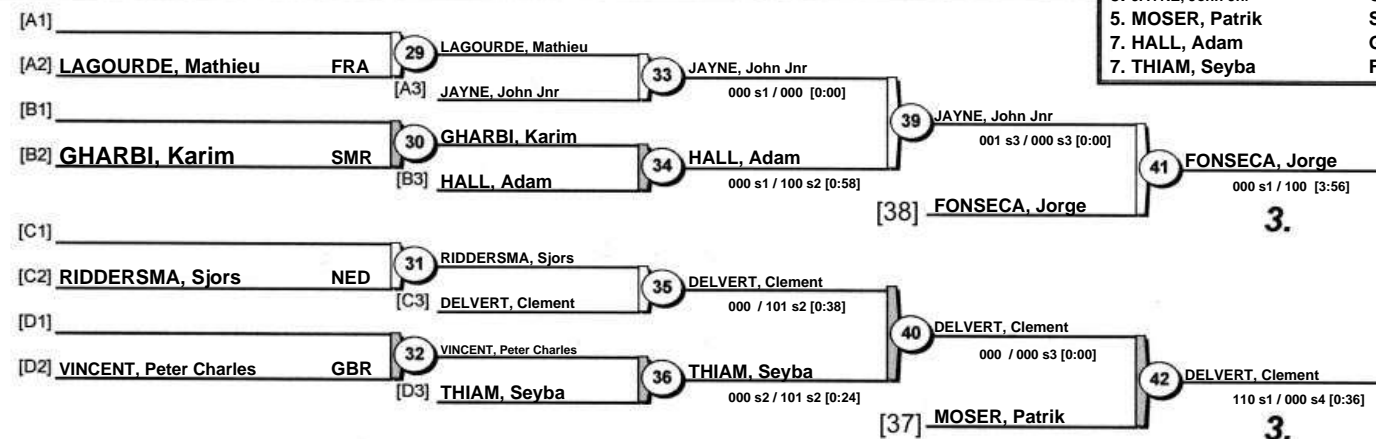 5. MOSER, Patrik
7. HALL, Adam
7. THIAM, Seyba
[A1]
[A2] LAGOURDE, Mathieu FRA
29 LAGOURDE, Mathieu
[A3] JAYNE, John Jnr
33 JAYNE, John Jnr
000 s1 / 000 [0:00]
[B1]
[B2] GHARBI, Karim SMR
30 GHARBI, Karim
[B3] HALL, Adam
34 HALL, Adam
000 s1 / 100 s2 [0:58]
39 JAYNE, John Jnr
001 s3 / 000 s3 [0:00]
[38] FONSECA, Jorge
41 FONSECA, Jorge
000 s1 / 100 [3:56]
3.
[C1]
[C2] RIDDERSMA, Sjors NED
31 RIDDERSMA, Sjors
[C3] DELVERT, Clement
35 DELVERT, Clement
000 / 101 s2 [0:38]
[D1]
[D2] VINCENT, Peter Charles GBR
32 VINCENT, Peter Charles
[D3] THIAM, Seyba
36 THIAM, Seyba
000 s2 / 101 s2 [0:24]
40 DELVERT, Clement
000 / 000 s3 [0:00]
[37] MOSER, Patrik
42 DELVERT, Clement
110 s1 / 000 s4 [0:36]
3.